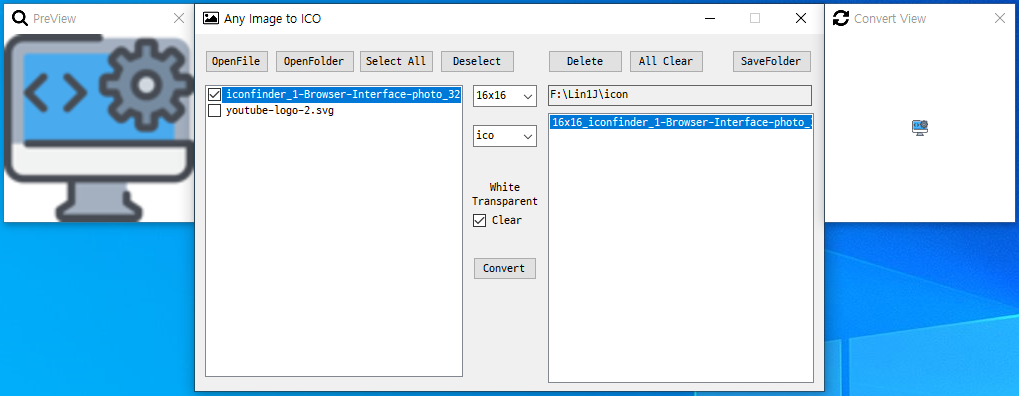 PreView
Any Image to ICO
Convert View
OpenFile
OpenFolder
Select All
Deselect
Delete
All Clear
SaveFolder
iconfinder_1-Browser-Interface-photo_32
youtube-logo-2.svg
16x16
ico
White
Transparent
Clear
Convert
F:\Lin1J\icon
16x16_iconfinder_1-Browser-Interface-photo_